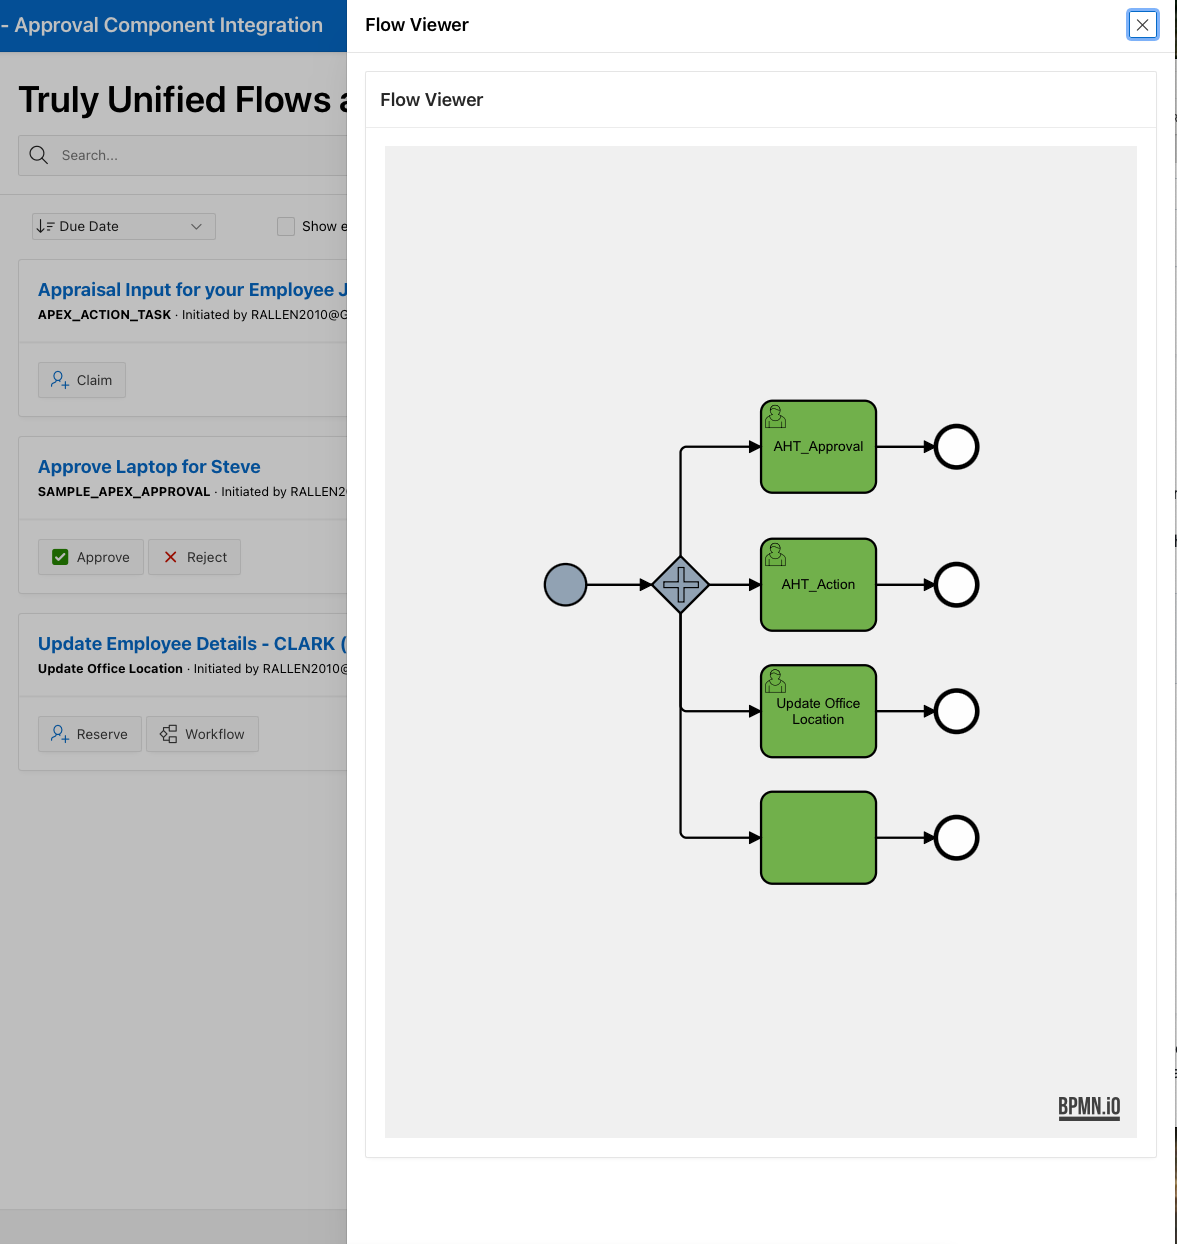 - Approval Component Integration
Truly Unified Flows a
Search...
Due Date
Show e
Appraisal Input for your Employee J
APEX_ACTION_TASK · Initiated by RALLEN2010@G
Claim
Approve Laptop for Steve
SAMPLE_APEX_APPROVAL · Initiated by RALLEN2
Approve
Reject
Update Employee Details - CLARK (
Update Office Location · Initiated by RALLEN2010@
Reserve
Workflow
Flow Viewer
Flow Viewer
AHT_Approval
AHT_Action
Update Office
Location
BPMN.iO